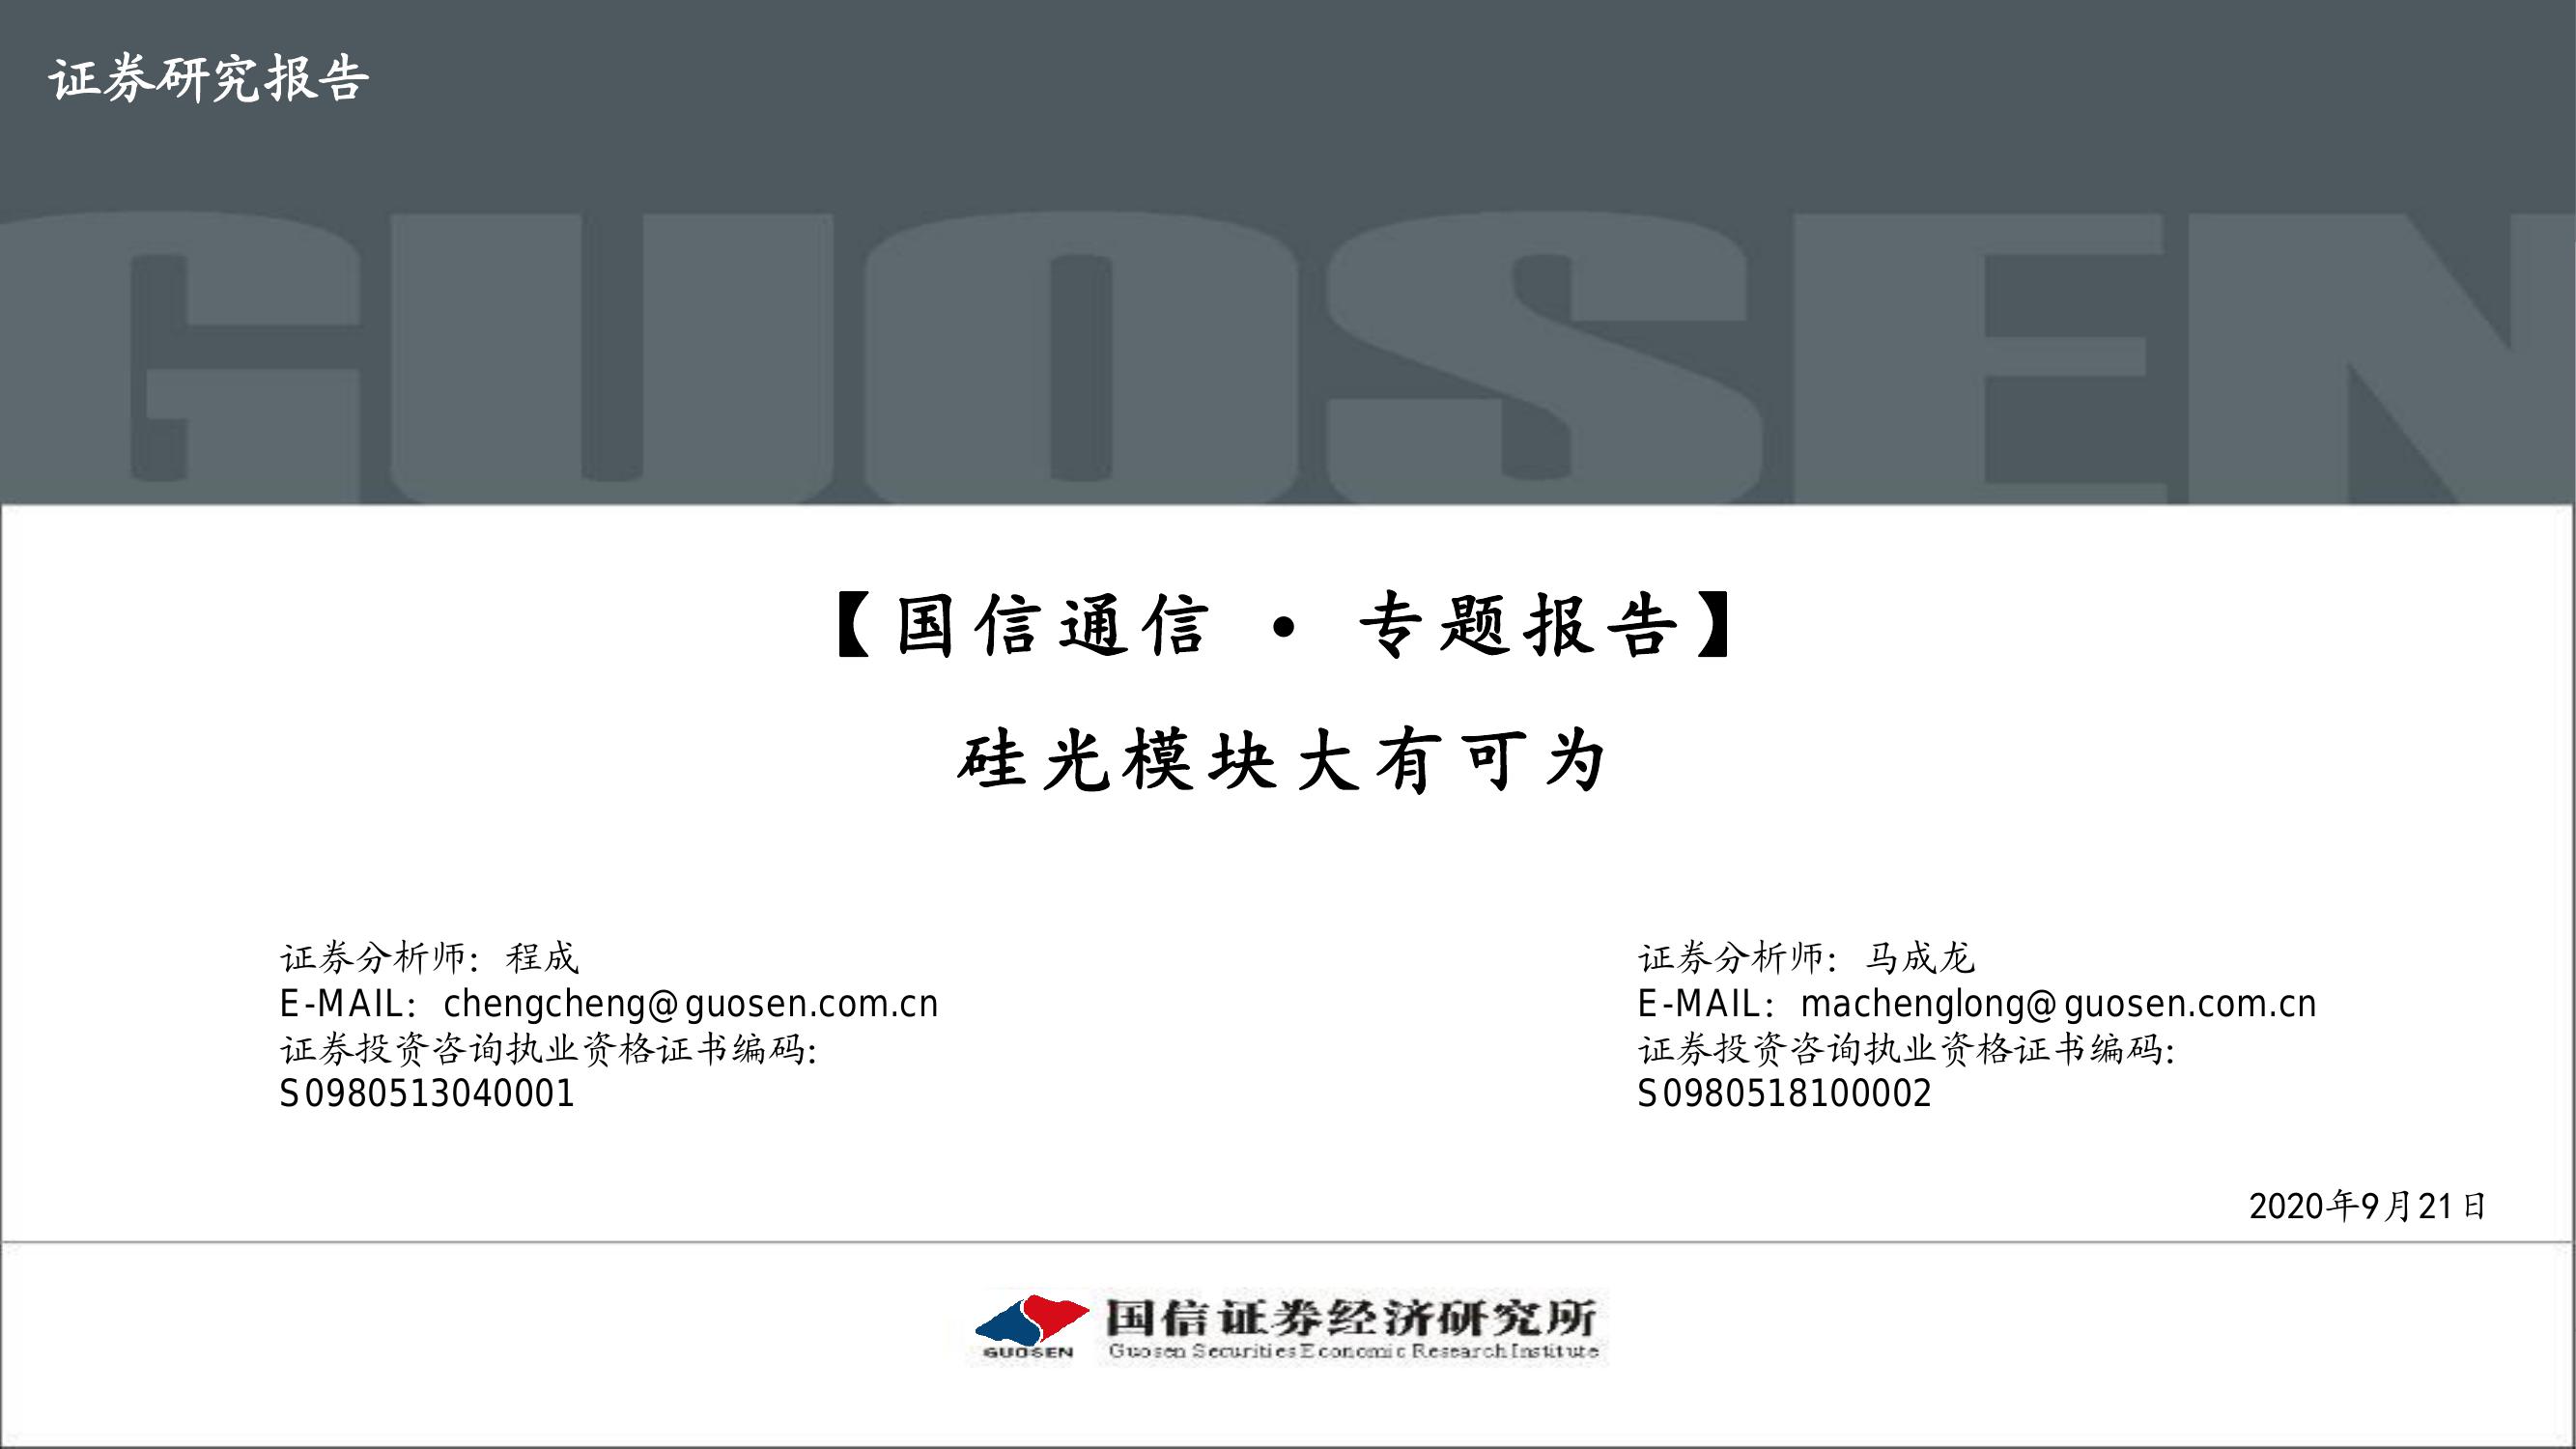 证券研究报告
GUOSEN
【国信通信 • 专题报告】
硅光模块大有可为
证券分析师：程成
E-MAIL：chengcheng@guosen.com.cn
证券投资咨询执业资格证书编码：
S0980513040001
证券分析师：马成龙
E-MAIL：machenglong@guosen.com.cn
证券投资咨询执业资格证书编码：
S0980518100002
2020年9月21日
GUOSEN
国信证券经济研究所
Guosen Securities Economic Research Institute